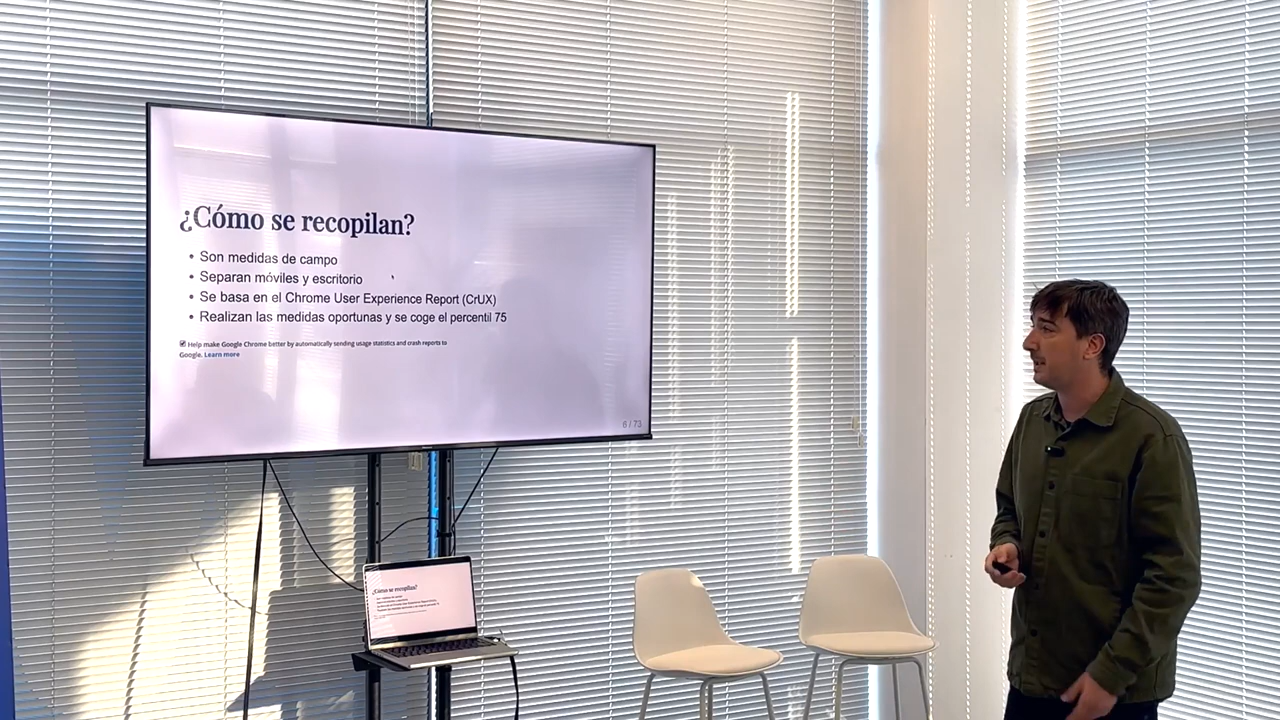 ¿Cómo se recopilan?
• Son medidas de campo
• Separan móviles y escritorio
• Se basa en el Chrome User Experience Report (CrUX)
• Realizan las medidas oportunas y se coge el percentil 75
Help make Google Chrome better by automatically sending usage statistics and crash reports to
Google. Learn more
6 / 73
¿Cómo se recopilan?